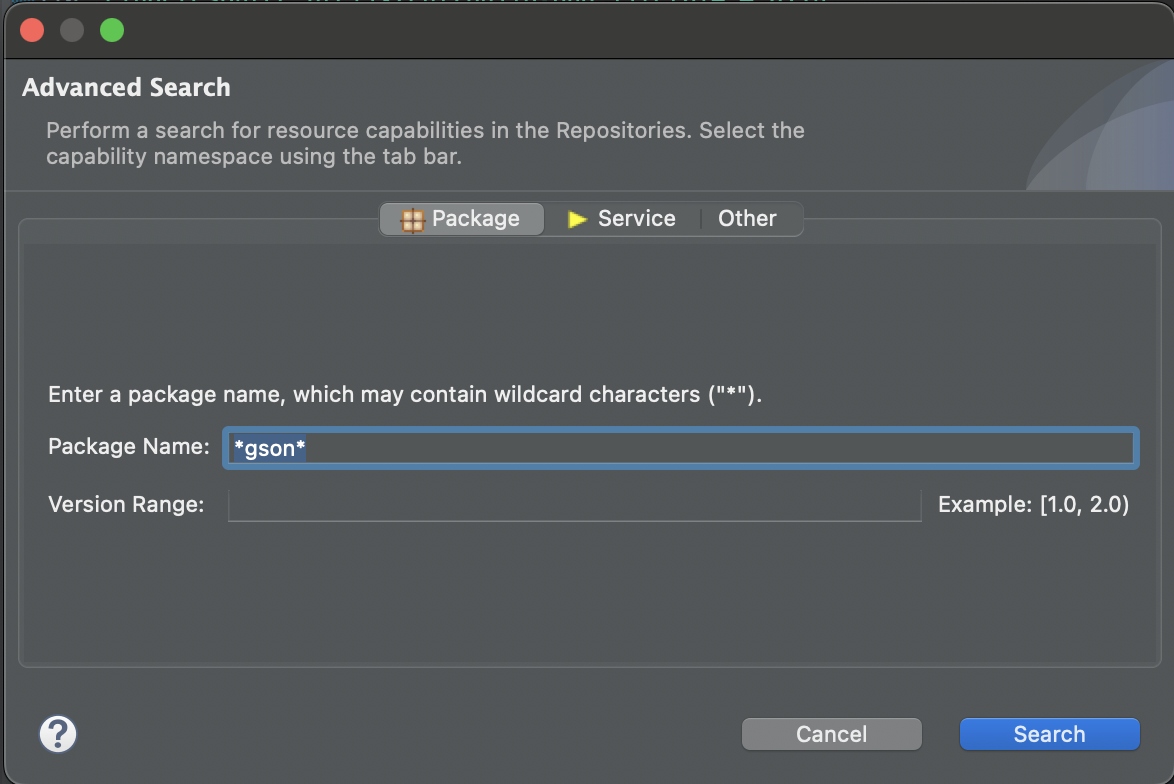 Advanced Search
Perform a search for resource capabilities in the Repositories. Select the
capability namespace using the tab bar.
Package Service Other
Enter a package name, which may contain wildcard characters ("*").
Package Name: *gson*
Version Range: Example: [1.0, 2.0)
? Cancel Search